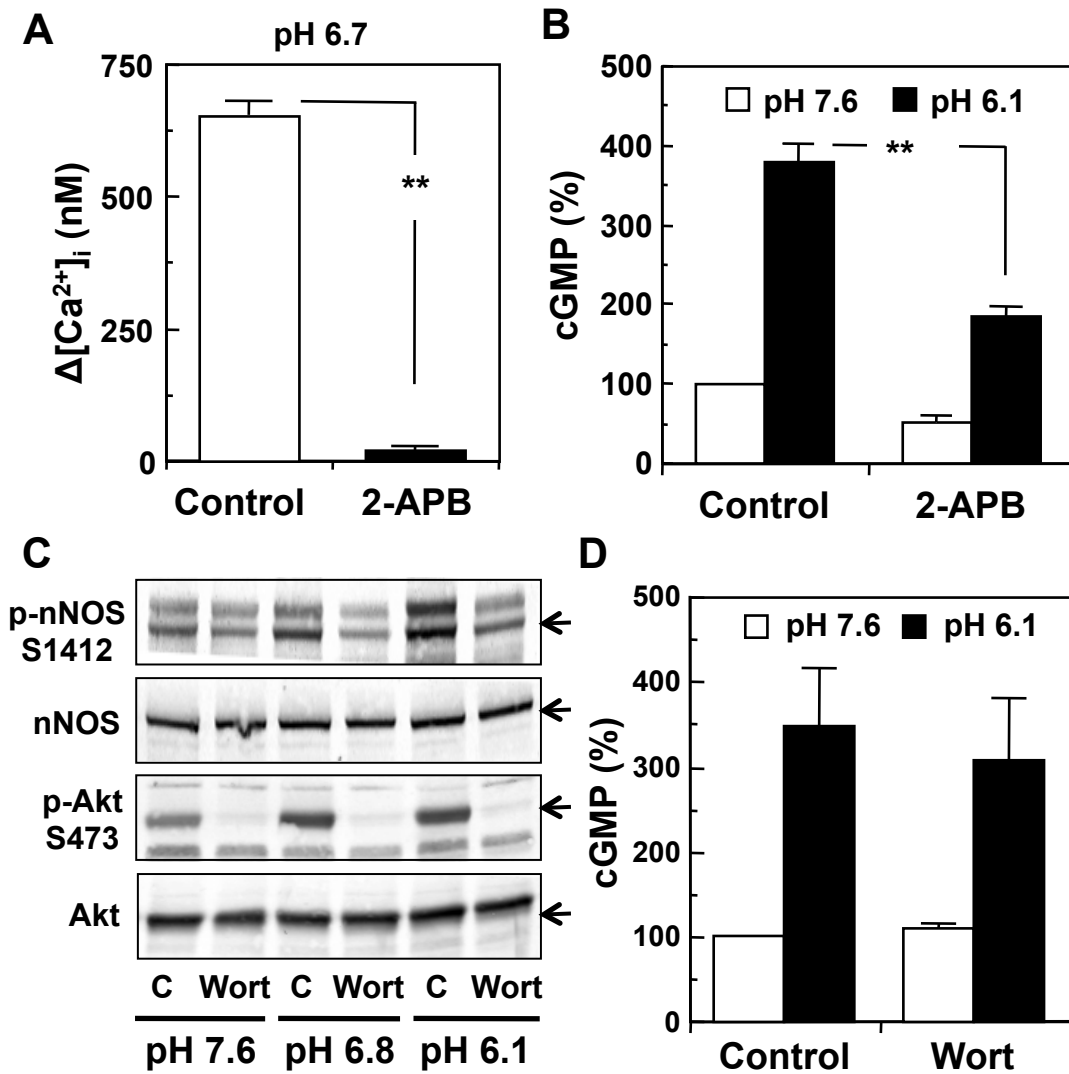 A
pH 6.7
750
500
250
0
Δ[Ca²⁺]ᵢ (nM)
**
Control 2-APB
B
500
400
300
200
100
0
cGMP (%)
pH 7.6 pH 6.1
**
Control 2-APB
C
p-nNOS
S1412
nNOS
p-Akt
S473
Akt
C Wort C Wort C Wort
pH 7.6 pH 6.8 pH 6.1
D
500
400
300
200
100
0
cGMP (%)
pH 7.6 pH 6.1
Control Wort